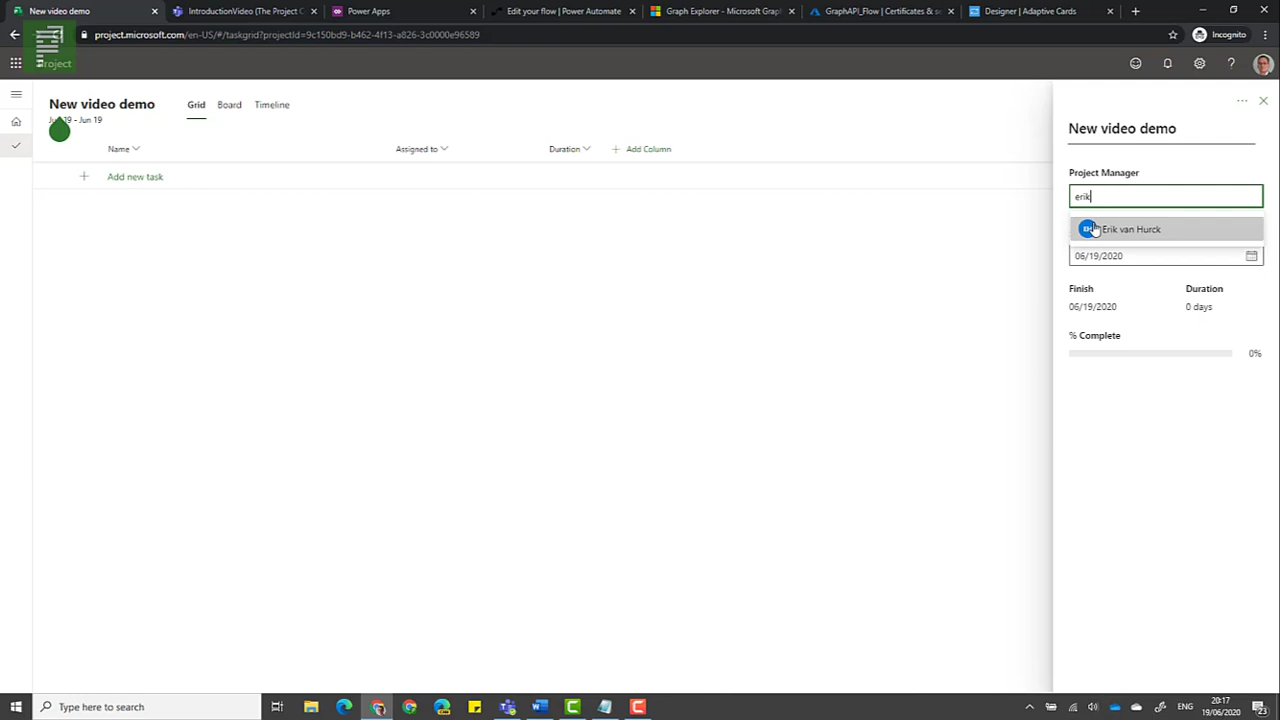 New video demo
IntroductionVideo (The Project C
Power Apps
Edit your flow | Power Automate
Graph Explorer - Microsoft Grap
GraphAPI_Flow | Certificates & se
Designer | Adaptive Cards
project.microsoft.com/en-US/#/taskgrid?projectId=9c150bd9-b462-4f13-a826-3c0000e96589
Incognito
Project
New video demo
Grid
Board
Timeline
19 - Jun 19
Name
Assigned to
Duration
Add Column
Add new task
New video demo
Project Manager
erik
Erik van Hurck
06/19/2020
Finish
Duration
06/19/2020
0 days
% Complete
0%
Type here to search
ENG
20:17
19/06/2020
23